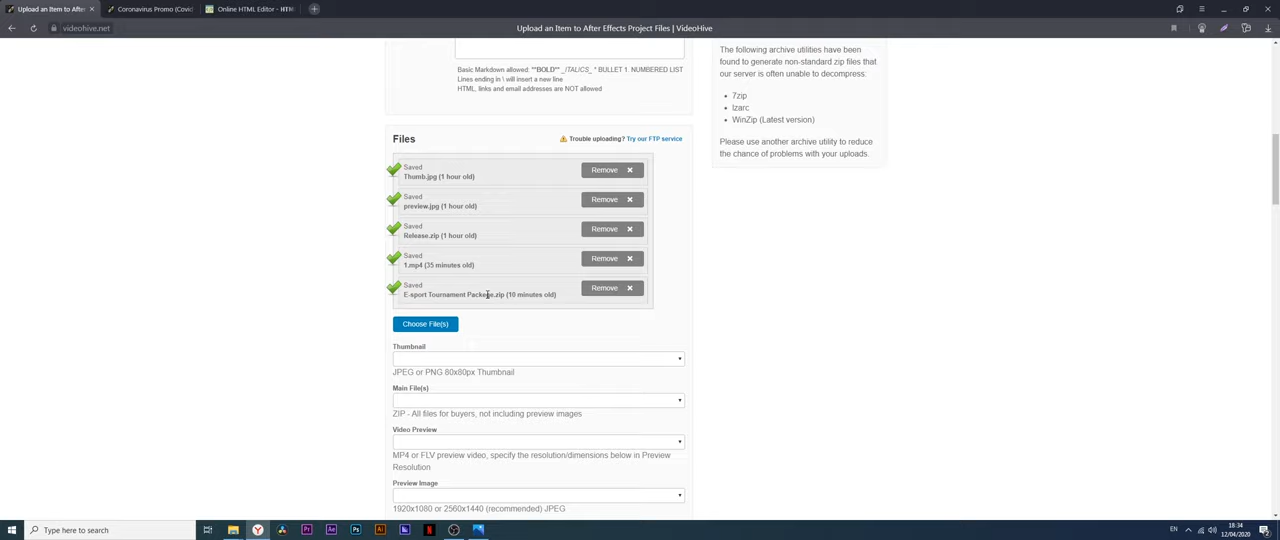 Upload an Item to After Effects Project Files
Coronavirus Promo (Covid
Online HTML Editor - HTM
videohive.net
Upload an Item to After Effects Project Files | VideoHive
The following archive utilities have been
found to generate non-standard zip files that
our server is often unable to decompress.
• 7zip
• Izarc
• WinZip (Latest version)
Please use another archive utility to reduce
the chance of problems with your uploads.
Basic Markdown allowed: **BOLD** _ITALICS_ * BULLET 1. NUMBERED LIST
Lines ending in \ will insert a new line
HTML, links and email addresses are NOT allowed
Files
Trouble uploading? Try our FTP service
Saved
Thumb.jpg (1 hour old)
Remove
Saved
preview.jpg (1 hour old)
Remove
Saved
Release.zip (1 hour old)
Remove
Saved
1.mp4 (35 minutes old)
Remove
Saved
E-sport Tournament Packege.zip (10 minutes old)
Remove
Choose File(s)
Thumbnail
JPEG or PNG 80x80px Thumbnail
Main File(s)
ZIP - All files for buyers, not including preview images
Video Preview
MP4 or FLV preview video, specify the resolution/dimensions below in Preview
Resolution
Preview Image
1920x1080 or 2560x1440 (recommended) JPEG
Type here to search
Pr
Ae
Ps
Ai
N
EN
18:34
12/04/2020